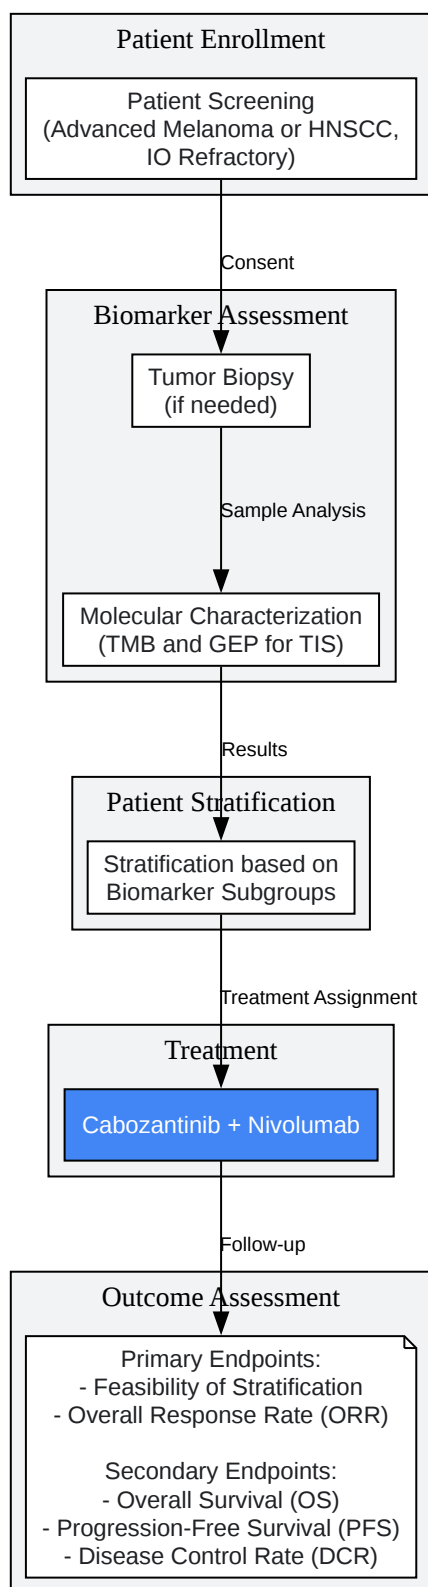 Patient Enrollment
Patient Screening
(Advanced Melanoma or HNSCC,
IO Refractory)
Consent
Biomarker Assessment
Tumor Biopsy
(if needed)
Sample Analysis
Molecular Characterization
(TMB and GEP for TIS)
Results
Patient Stratification
Stratification based on
Biomarker Subgroups
Treatment Assignment
Treatment
Cabozantinib + Nivolumab
Follow-up
Outcome Assessment
Primary Endpoints:
- Feasibility of Stratification
- Overall Response Rate (ORR)
Secondary Endpoints:
- Overall Survival (OS)
- Progression-Free Survival (PFS)
- Disease Control Rate (DCR)